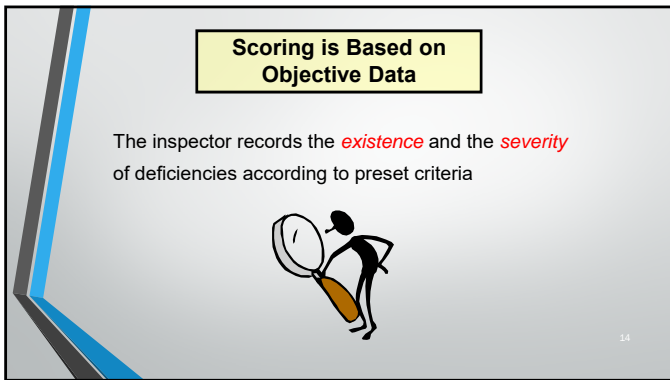 Scoring is Based on
Objective Data
The inspector records the existence and the severity
of deficiencies according to preset criteria
14